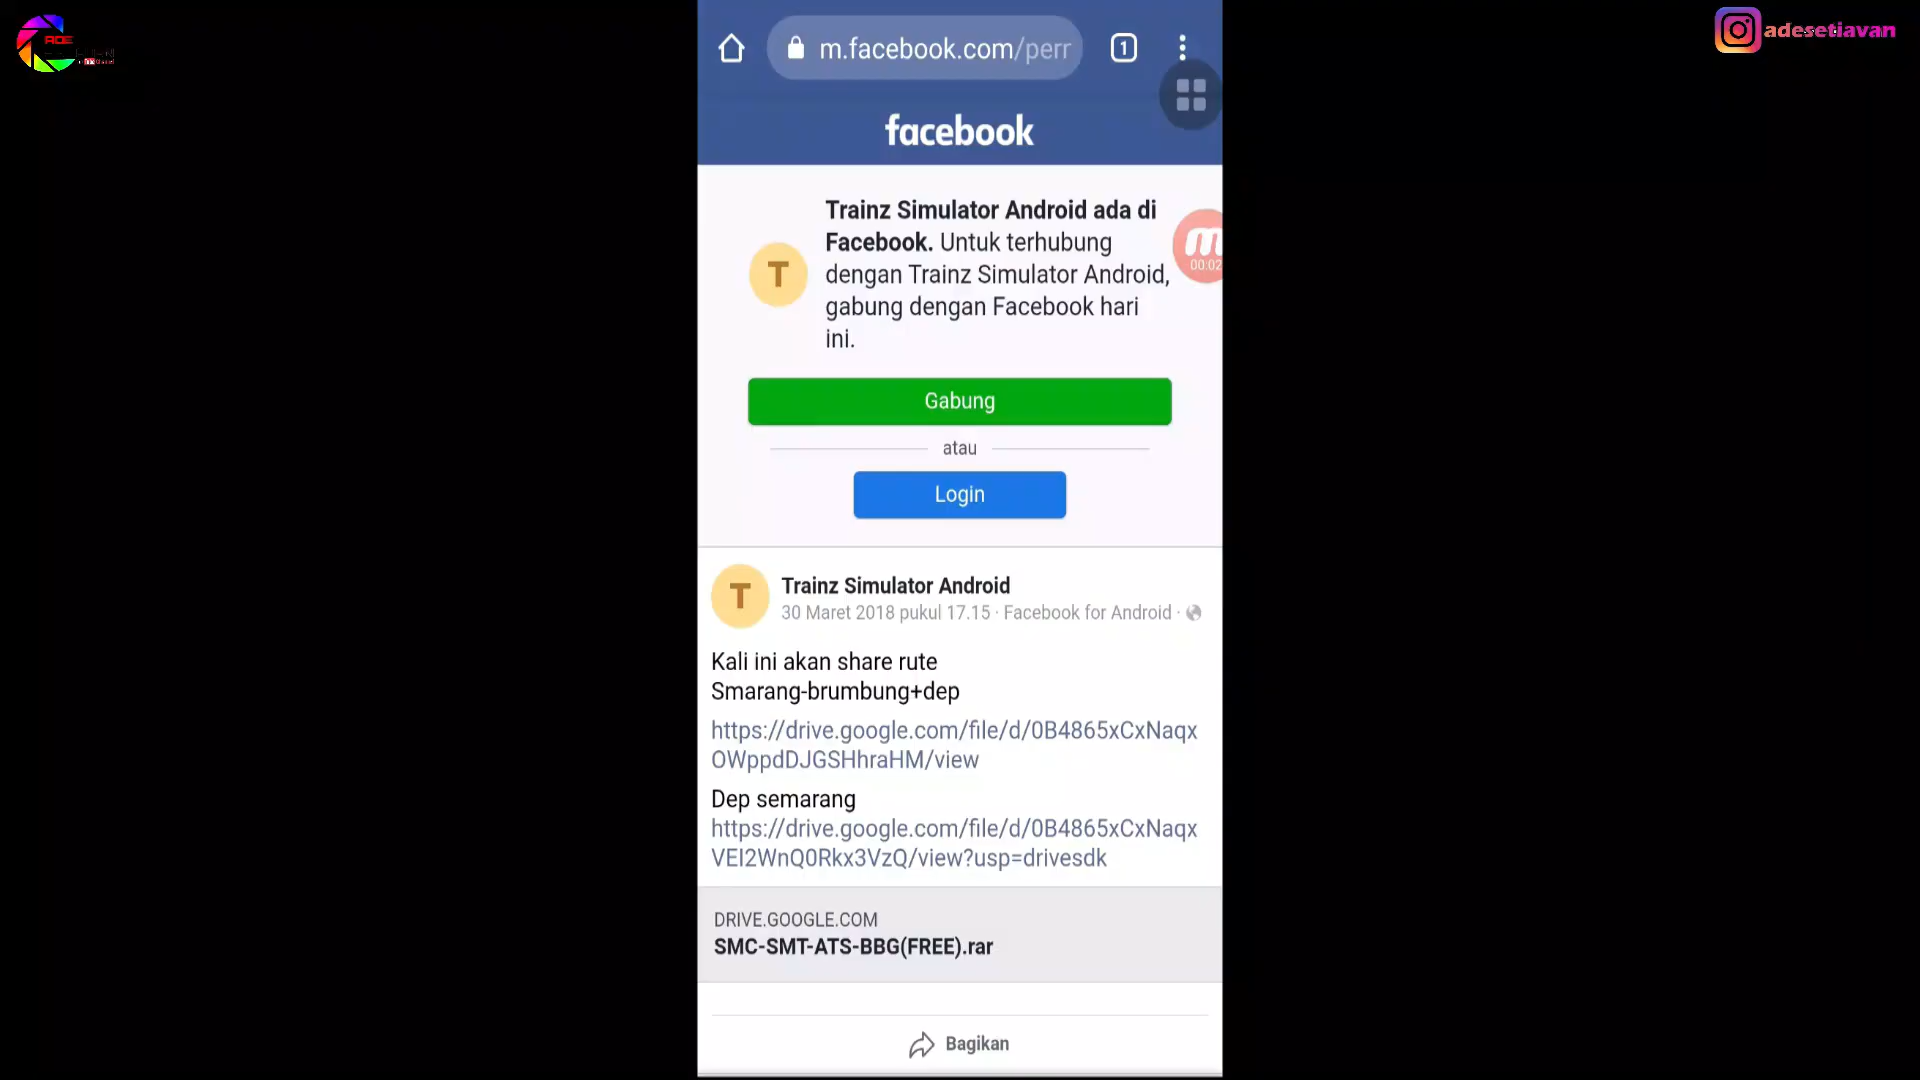 ACE
adesetiavan
m.facebook.com/perr
1
facebook
Trainz Simulator Android ada di
Facebook. Untuk terhubung
dengan Trainz Simulator Android,
gabung dengan Facebook hari
ini.
T
00:02
Gabung
atau
Login
T
Trainz Simulator Android
30 Maret 2018 pukul 17.15 · Facebook for Android ·
Kali ini akan share rute
Smarang-brumbung+dep
https://drive.google.com/file/d/0B4865xCxNaqx
OWppdDJGSHhraHM/view
Dep semarang
https://drive.google.com/file/d/0B4865xCxNaqx
VEI2WnQ0Rkx3VzQ/view?usp=drivesdk
DRIVE.GOOGLE.COM
SMC-SMT-ATS-BBG(FREE).rar
Bagikan